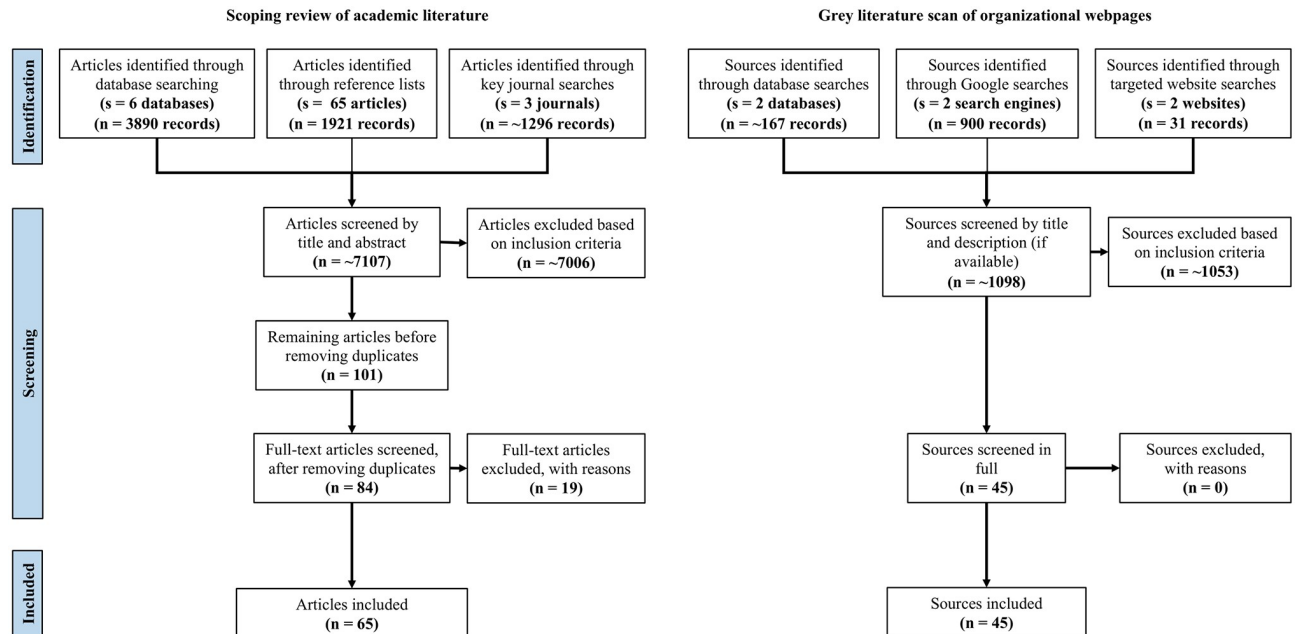 Scoping review of academic literature
Grey literature scan of organizational webpages
Identification
Articles identified through
database searching
(s = 6 databases)
(n = 3890 records)
Articles identified
through reference lists
(s = 65 articles)
(n = 1921 records)
Articles identified through
key journal searches
(s = 3 journals)
(n = ~1296 records)
Sources identified
through database searches
(s = 2 databases)
(n = ~167 records)
Sources identified
through Google searches
(s = 2 search engines)
(n = 900 records)
Sources identified through
targeted website searches
(s = 2 websites)
(n = 31 records)
Screening
Articles screened by
title and abstract
(n = ~7107)
Articles excluded based
on inclusion criteria
(n = ~7006)
Sources screened by title
and description (if
available)
(n = ~1098)
Sources excluded based
on inclusion criteria
(n = ~1053)
Remaining articles before
removing duplicates
(n = 101)
Full-text articles screened,
after removing duplicates
(n = 84)
Full-text articles
excluded, with reasons
(n = 19)
Sources screened in
full
(n = 45)
Sources excluded,
with reasons
(n = 0)
Included
Articles included
(n = 65)
Sources included
(n = 45)